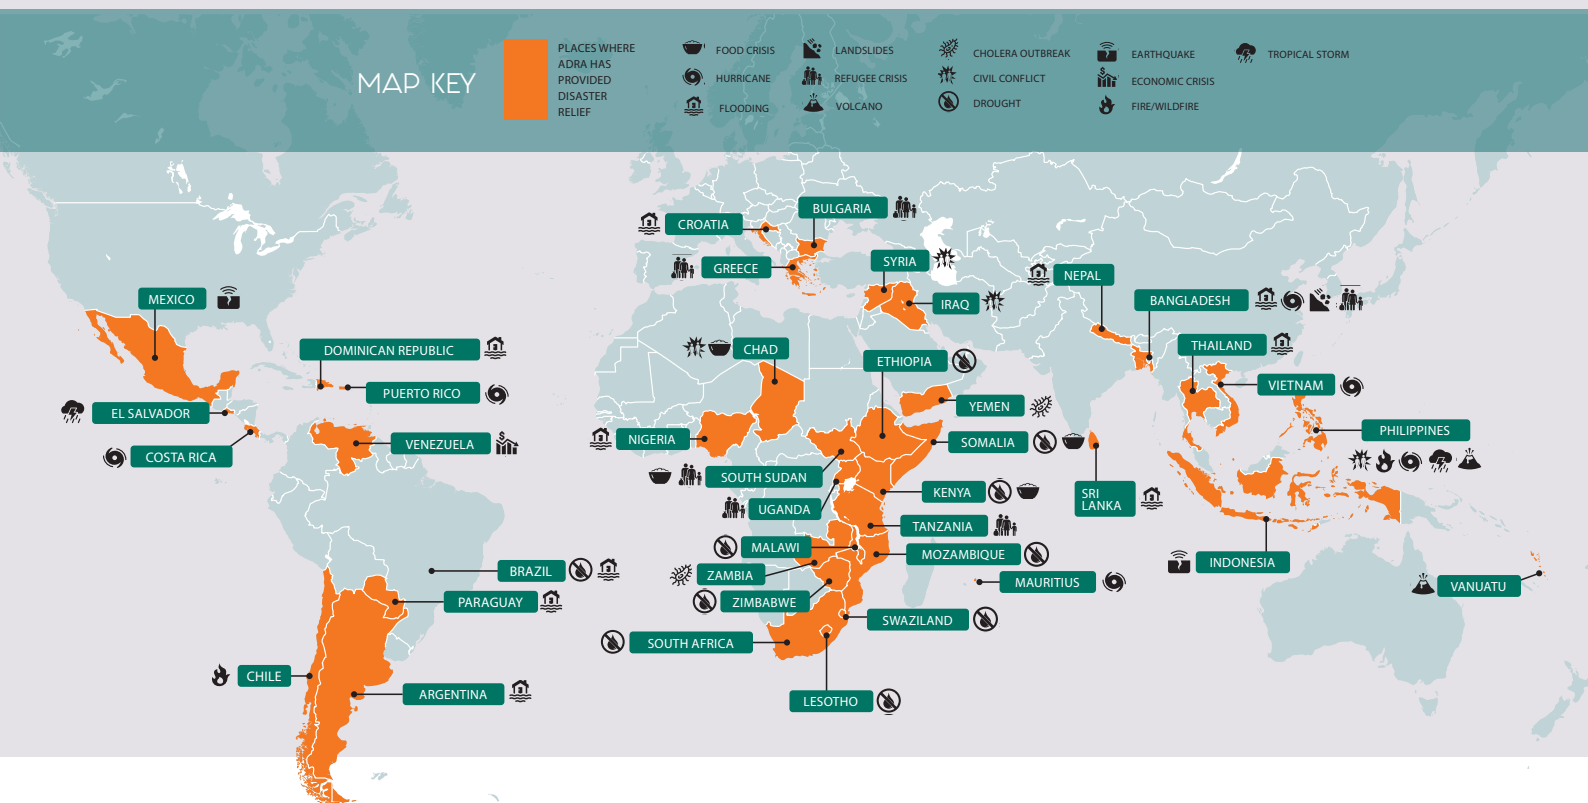 MAP KEY
PLACES WHERE
ADRA HAS
PROVIDED
DISASTER
RELIEF
FOOD CRISIS
HURRICANE
FLOODING
LANDSLIDES
REFUGEE CRISIS
VOLCANO
CHOLERA OUTBREAK
CIVIL CONFLICT
DROUGHT
EARTHQUAKE
ECONOMIC CRISIS
FIRE/WILDFIRE
TROPICAL STORM
BULGARIA
CROATIA
GREECE
SYRIA
NEPAL
MEXICO
IRAQ
BANGLADESH
DOMINICAN REPUBLIC
CHAD
ETHIOPIA
THAILAND
PUERTO RICO
VIETNAM
EL SALVADOR
YEMEN
COSTA RICA
VENEZUELA
NIGERIA
SOMALIA
PHILIPPINES
SOUTH SUDAN
KENYA
SRI
LANKA
UGANDA
TANZANIA
MALAWI
MOZAMBIQUE
INDONESIA
BRAZIL
ZAMBIA
MAURITIUS
VANUATU
PARAGUAY
ZIMBABWE
SWAZILAND
SOUTH AFRICA
CHILE
ARGENTINA
LESOTHO